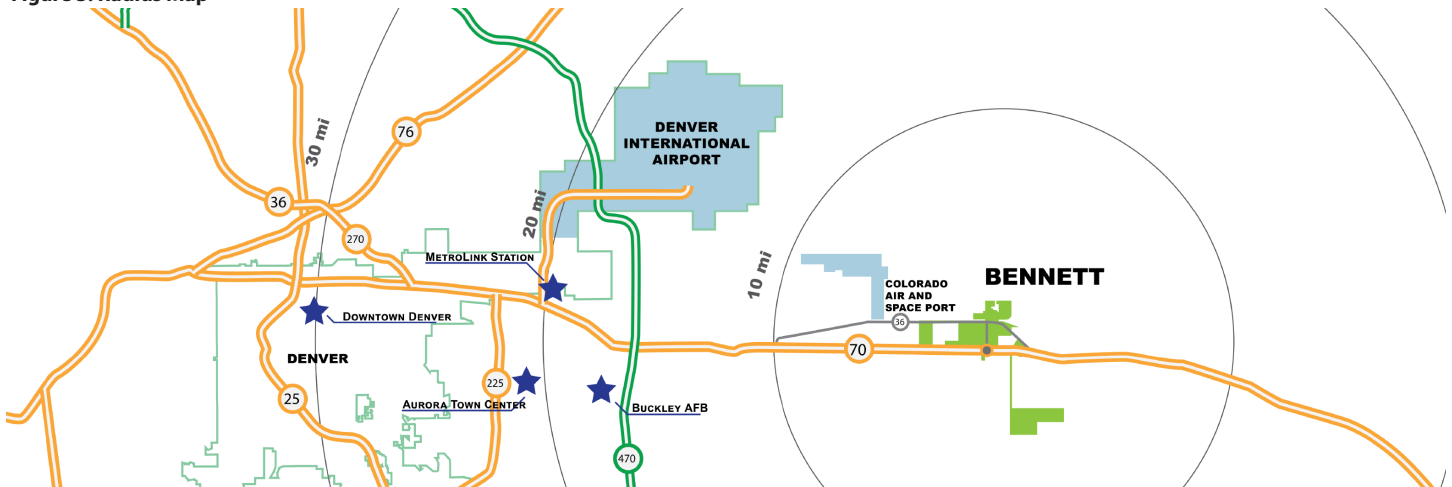 30 mi
76
DENVER
INTERNATIONAL
AIRPORT
36
20 mi
270
METROLINK STATION
10 mi
BENNETT
COLORADO
AIR AND
SPACE PORT
36
DOWNTOWN DENVER
DENVER
70
225
25
AURORA TOWN CENTER
BUCKLEY AFB
470